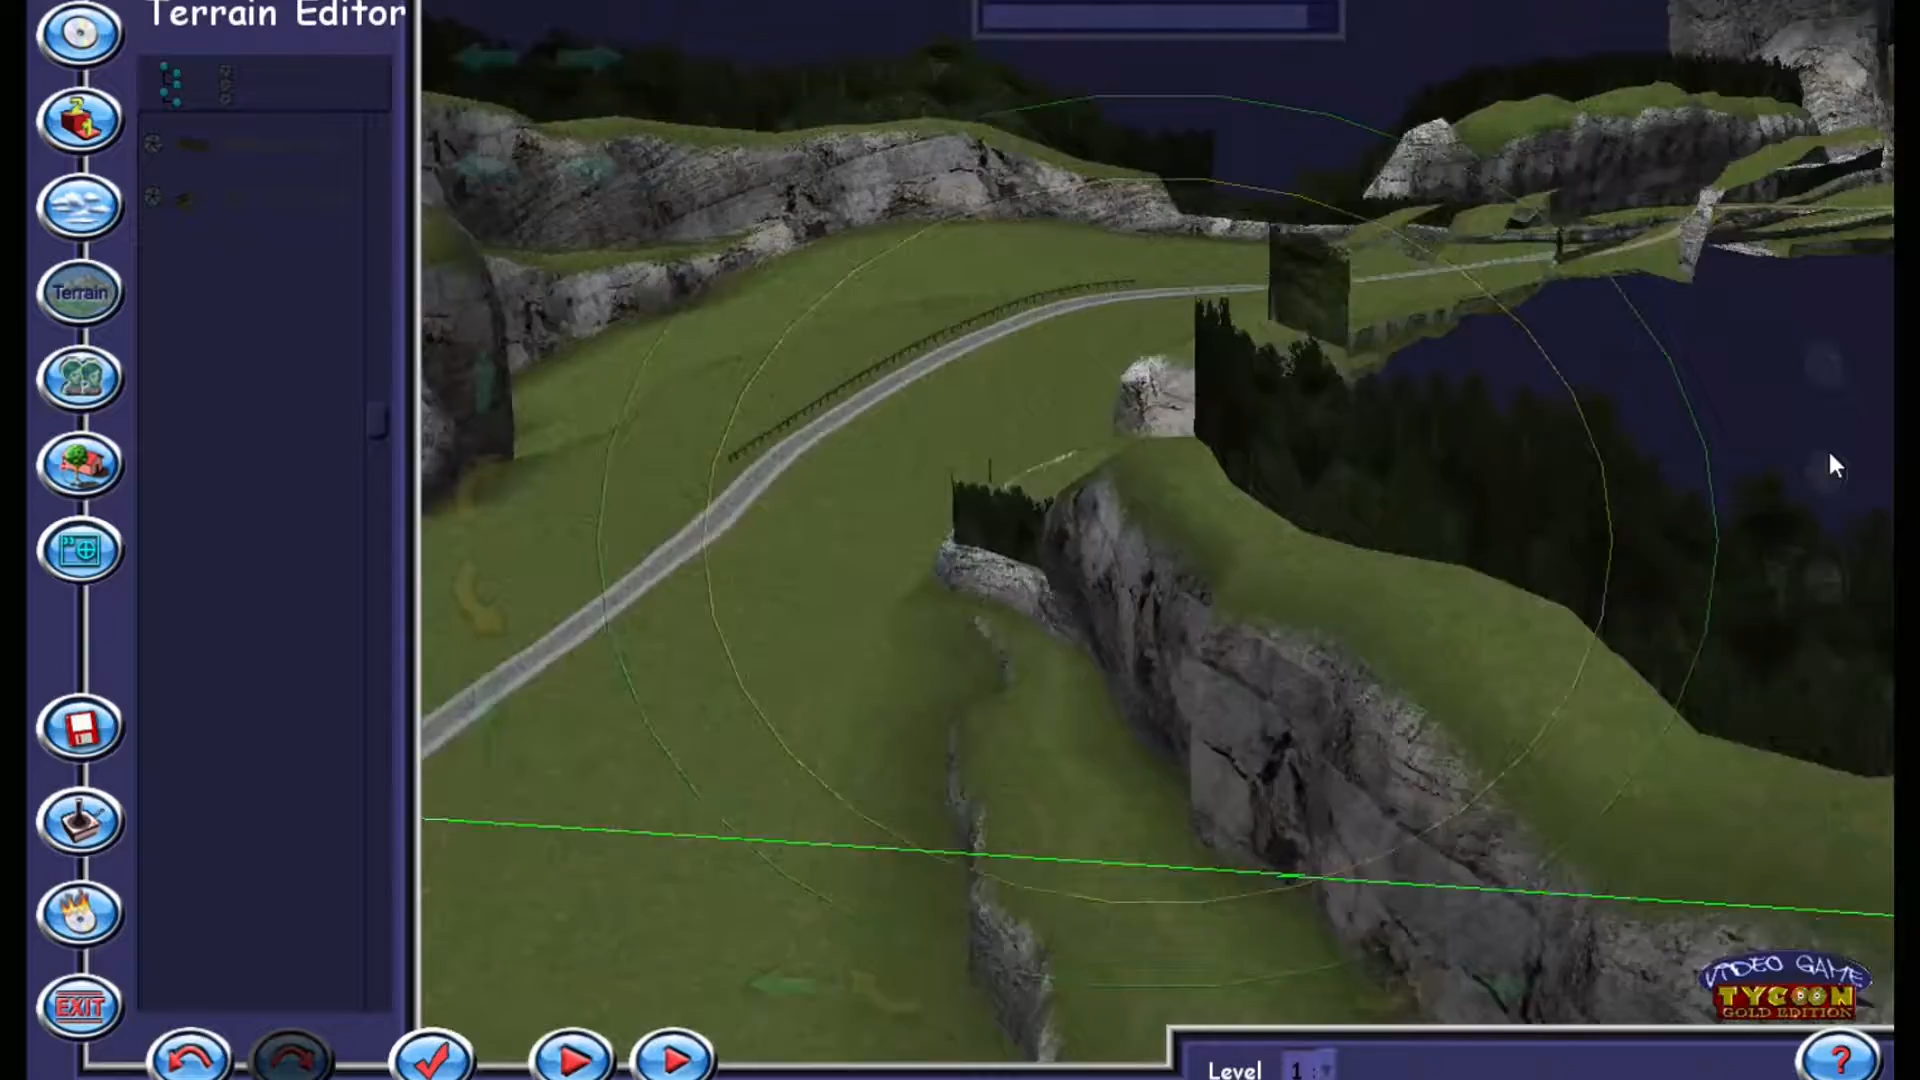 Terrain Editor
Terrain
EXIT
VIDEO GAME
TYCOON
GOLD EDITION
Level 1
?